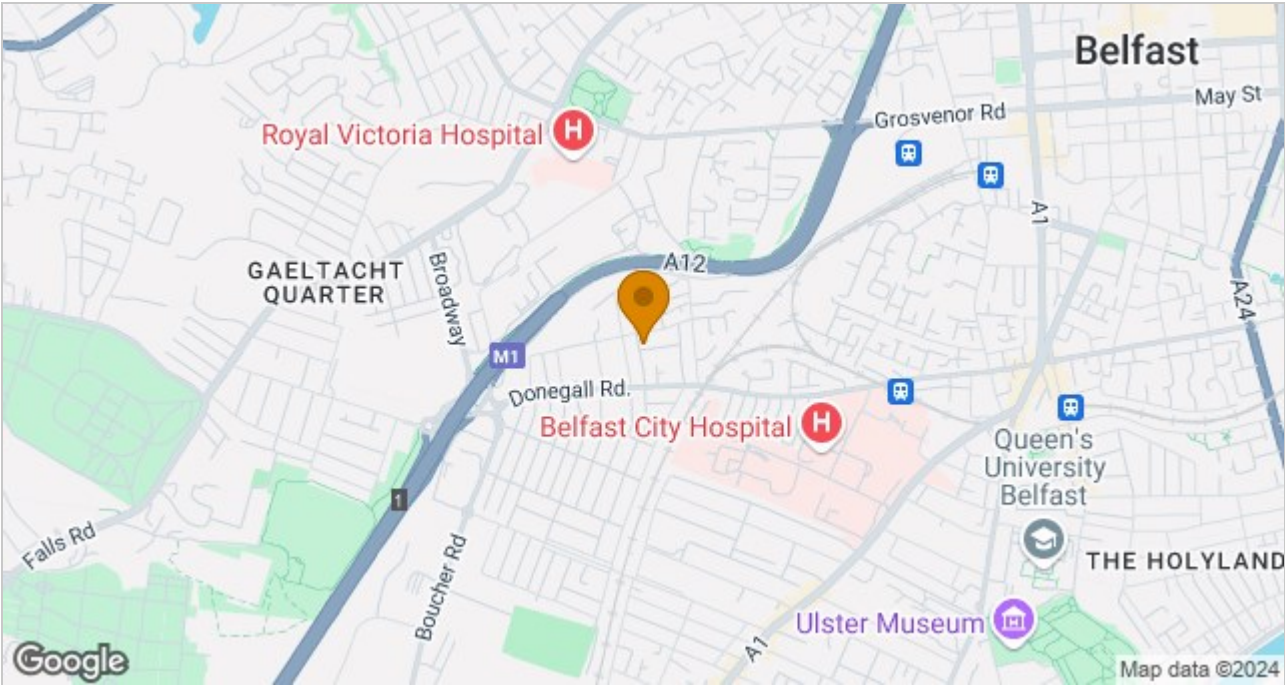 Belfast
May St
Grosvenor Rd
Royal Victoria Hospital
H
A1
A12
GAELTACHT
QUARTER
Broadway
A24
M1
Donegall Rd.
Belfast City Hospital
H
Queen's
University
Belfast
1
Falls Rd
Boucher Rd
THE HOLYLAND
Ulster Museum
A1
Google
Map data ©2024